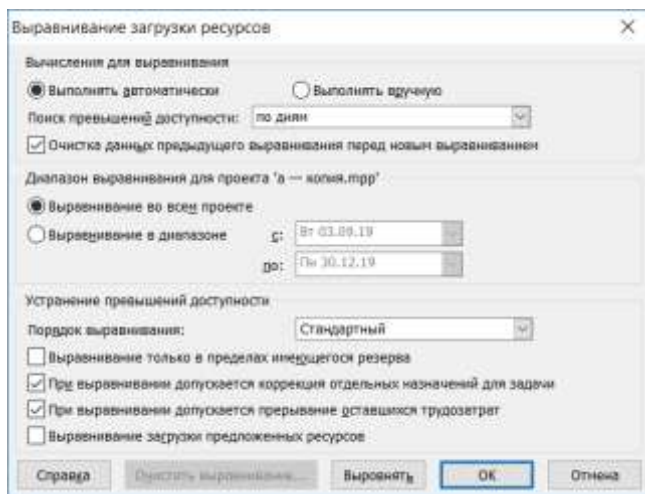 Выравнивание загрузки ресурсов
Вычисления для выравнивания
Выполнять автоматически Выполнять вручную
Поиск превышений доступности: по дням
Очистка данных предыдущего выравнивания перед новым выравниванием
Диапазон выравнивания для проекта 'а — копия.mpp'
Выравнивание во всем проекте
Выравнивание в диапазоне с: Вт 03.09.19
по: Пн 30.12.19
Устранение превышений доступности
Порядок выравнивания: Стандартный
Выравнивание только в пределах имеющегося резерва
При выравнивании допускается коррекция отдельных назначений для задачи
При выравнивании допускается прерывание оставшихся трудозатрат
Выравнивание загрузки предложенных ресурсов
Справка Очистить выравнивание... Выровнять ОК Отмена